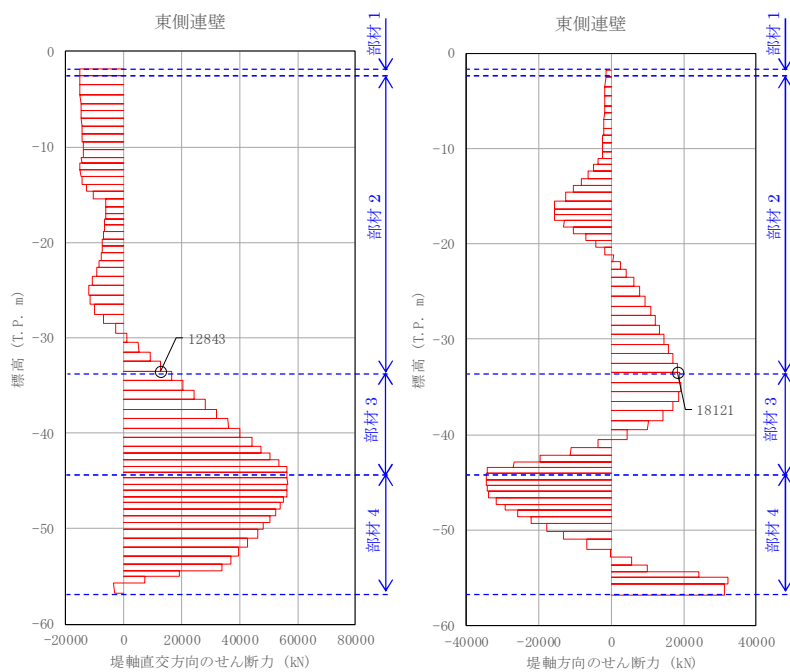 東側連壁
0
-10
-20
-30
-40
-50
-60
標高 (T.P. m)
-20000
0
20000
40000
60000
80000
堤軸直交方向のせん断力 (kN)
12843
部材 1
部材 2
部材 3
部材 4
東側連壁
0
-10
-20
-30
-40
-50
-60
標高 (T.P. m)
-40000
-20000
0
20000
40000
堤軸方向のせん断力 (kN)
18121
部材 1
部材 2
部材 3
部材 4